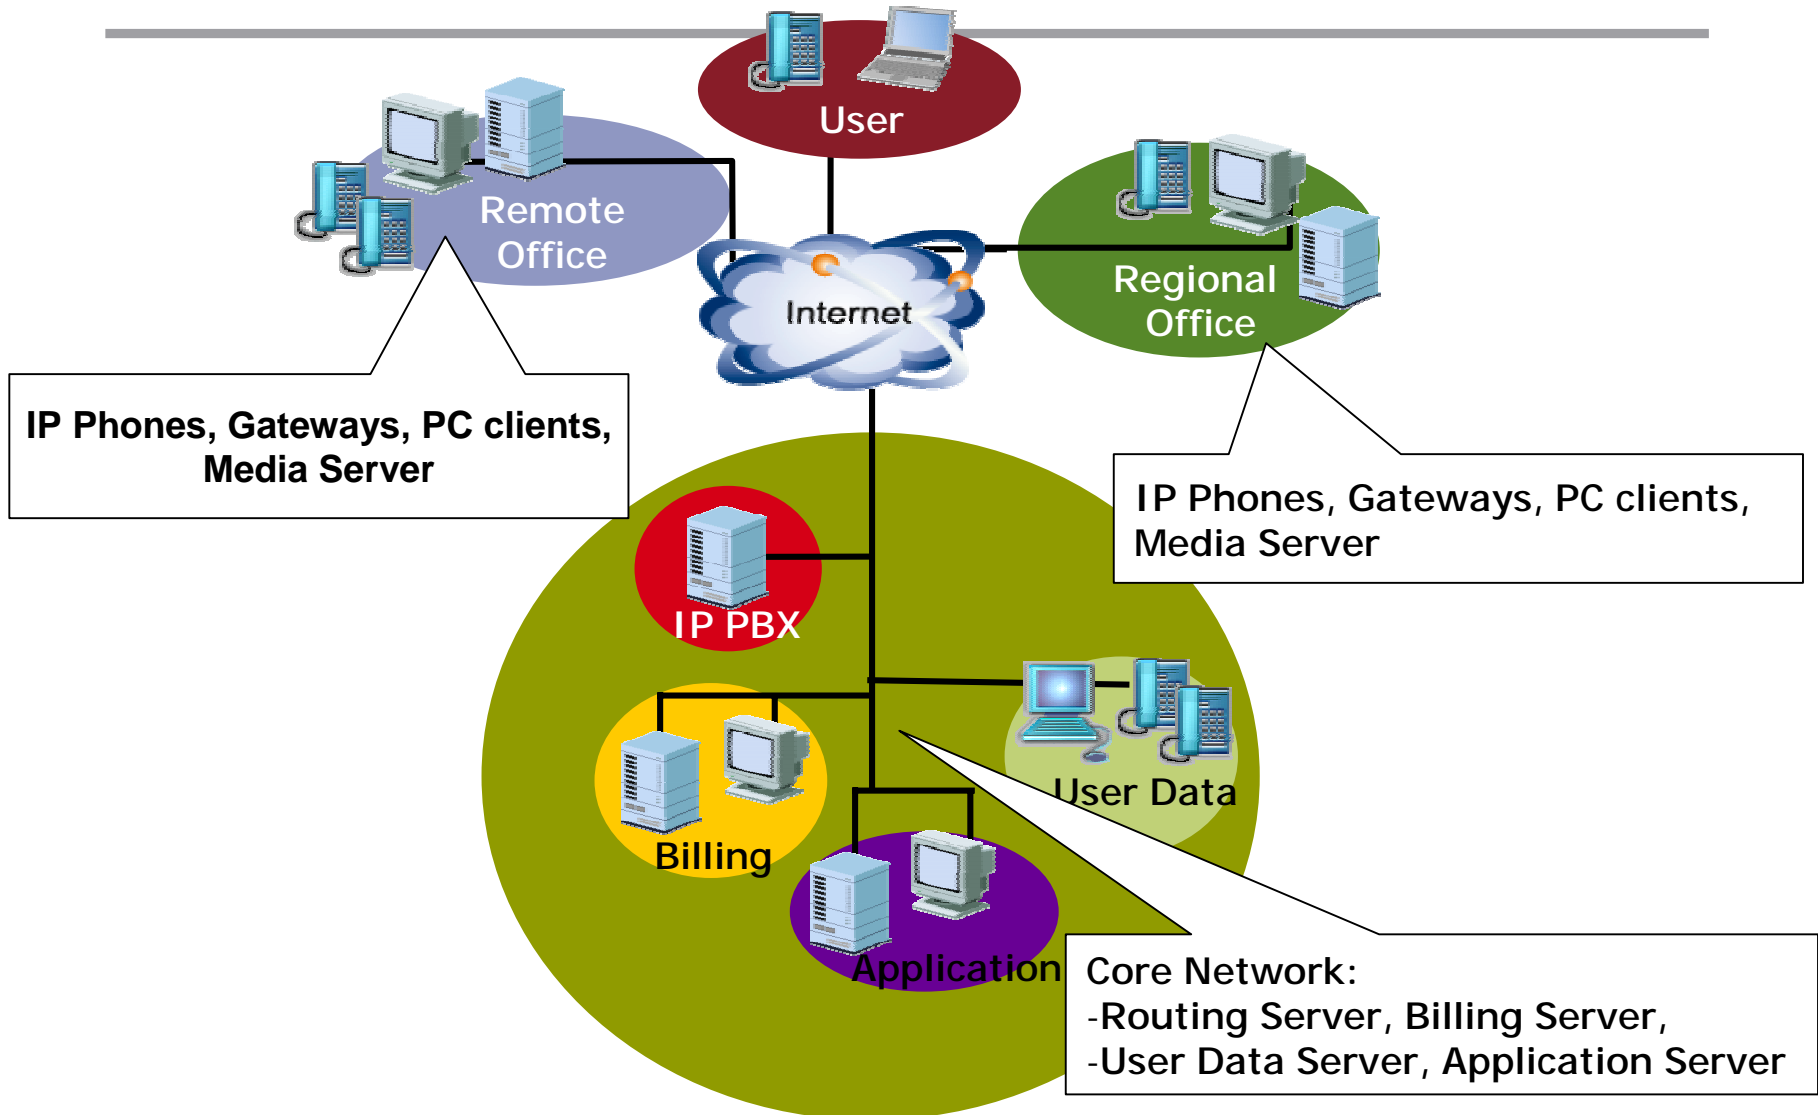 User
Remote
Office
Regional
Office
Internet
IP Phones, Gateways, PC clients,
Media Server
IP Phones, Gateways, PC clients,
Media Server
IP PBX
User Data
Billing
Application
Core Network:
-Routing Server, Billing Server,
-User Data Server, Application Server